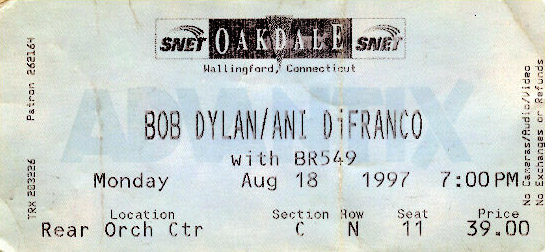 SNET OAKDALE SNET
Wallingford, Connecticut
ADVANTIX
BOB DYLAN/ANI DiFRANCO
with BR549
Monday Aug 18 1997 7:00PM
Location Section Row Seat Price
Rear Orch Ctr C N 11 39.00
Patron 262164
TRX 203226
No Cameras/Audio/Video
No Exchanges or Refunds